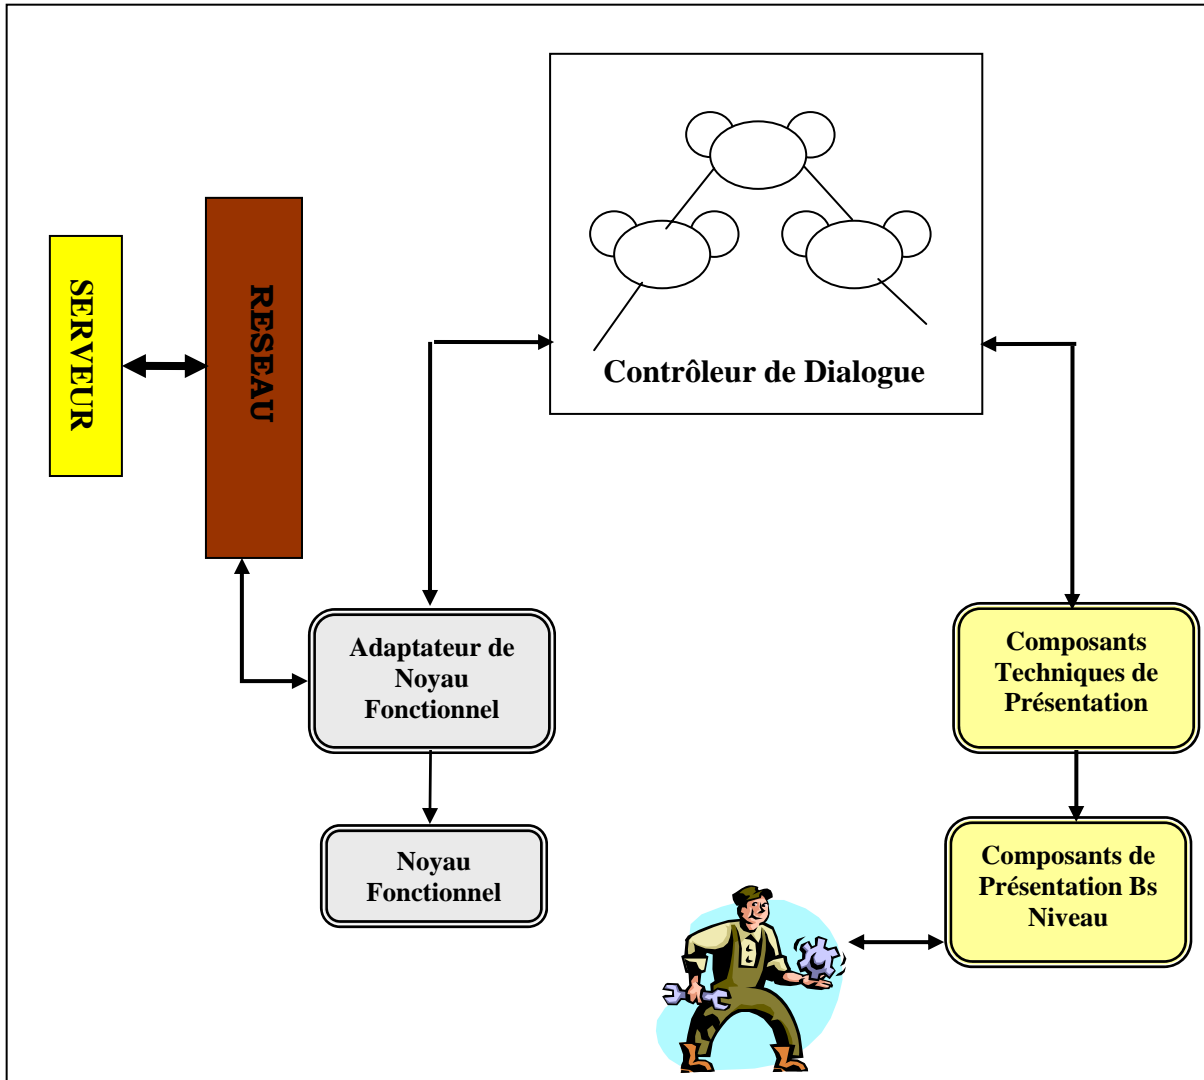 SERVEUR
RESEAU
Contrôleur de Dialogue
Adaptateur de
Noyau
Fonctionnel
Composants
Techniques de
Présentation
Noyau
Fonctionnel
Composants de
Présentation Bs
Niveau